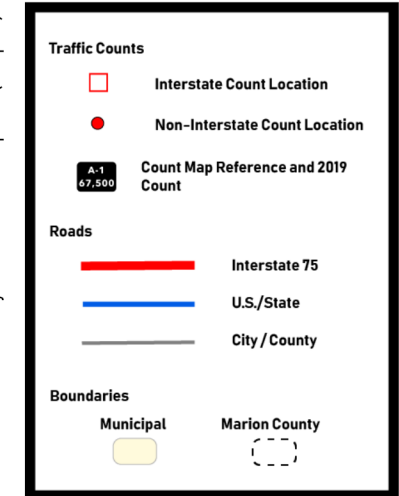 Traffic Counts
Interstate Count Location
Non-Interstate Count Location
A-1
67,500
Count Map Reference and 2019
Count
Roads
Interstate 75
U.S./State
City / County
Boundaries
Municipal
Marion County